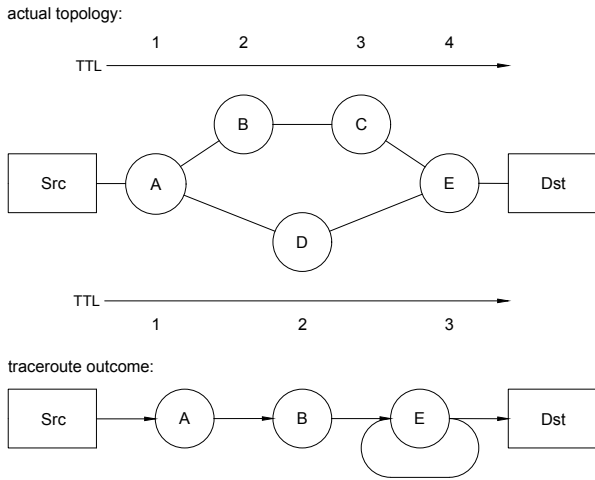 actual topology:
1 2 3 4
TTL
B C
Src A E Dst
D
TTL
1 2 3
traceroute outcome:
Src A B E Dst